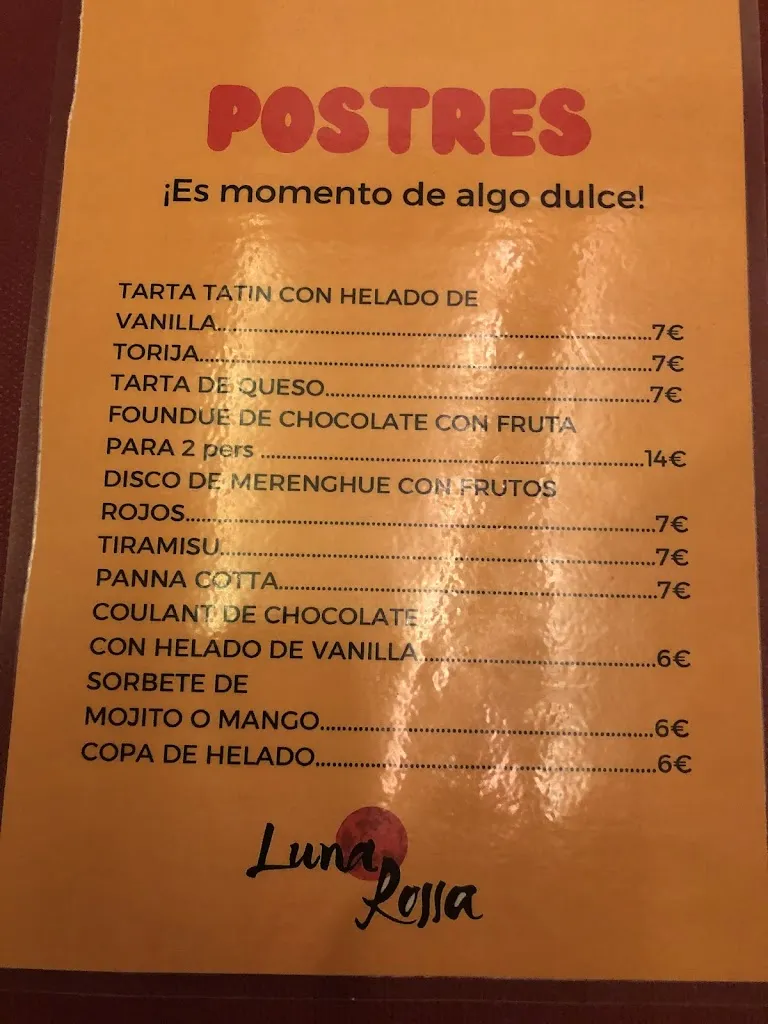 POSTRES
¡Es momento de algo dulce!
TARTA TATIN CON HELADO DE
VANILLA..........................................................................7€
TORIJA..............................................................................7€
TARTA DE QUESO.......................................................7€
FOUNDUE DE CHOCOLATE CON FRUTA
PARA 2 pers ................................................................14€
DISCO DE MERENGHUE CON FRUTOS
ROJOS..............................................................................7€
TIRAMISU........................................................................7€
PANNA COTTA..............................................................7€
COULANT DE CHOCOLATE
CON HELADO DE VANILLA.......................................6€
SORBETE DE
MOJITO O MANGO.....................................................6€
COPA DE HELADO......................................................6€
Luna
Rossa